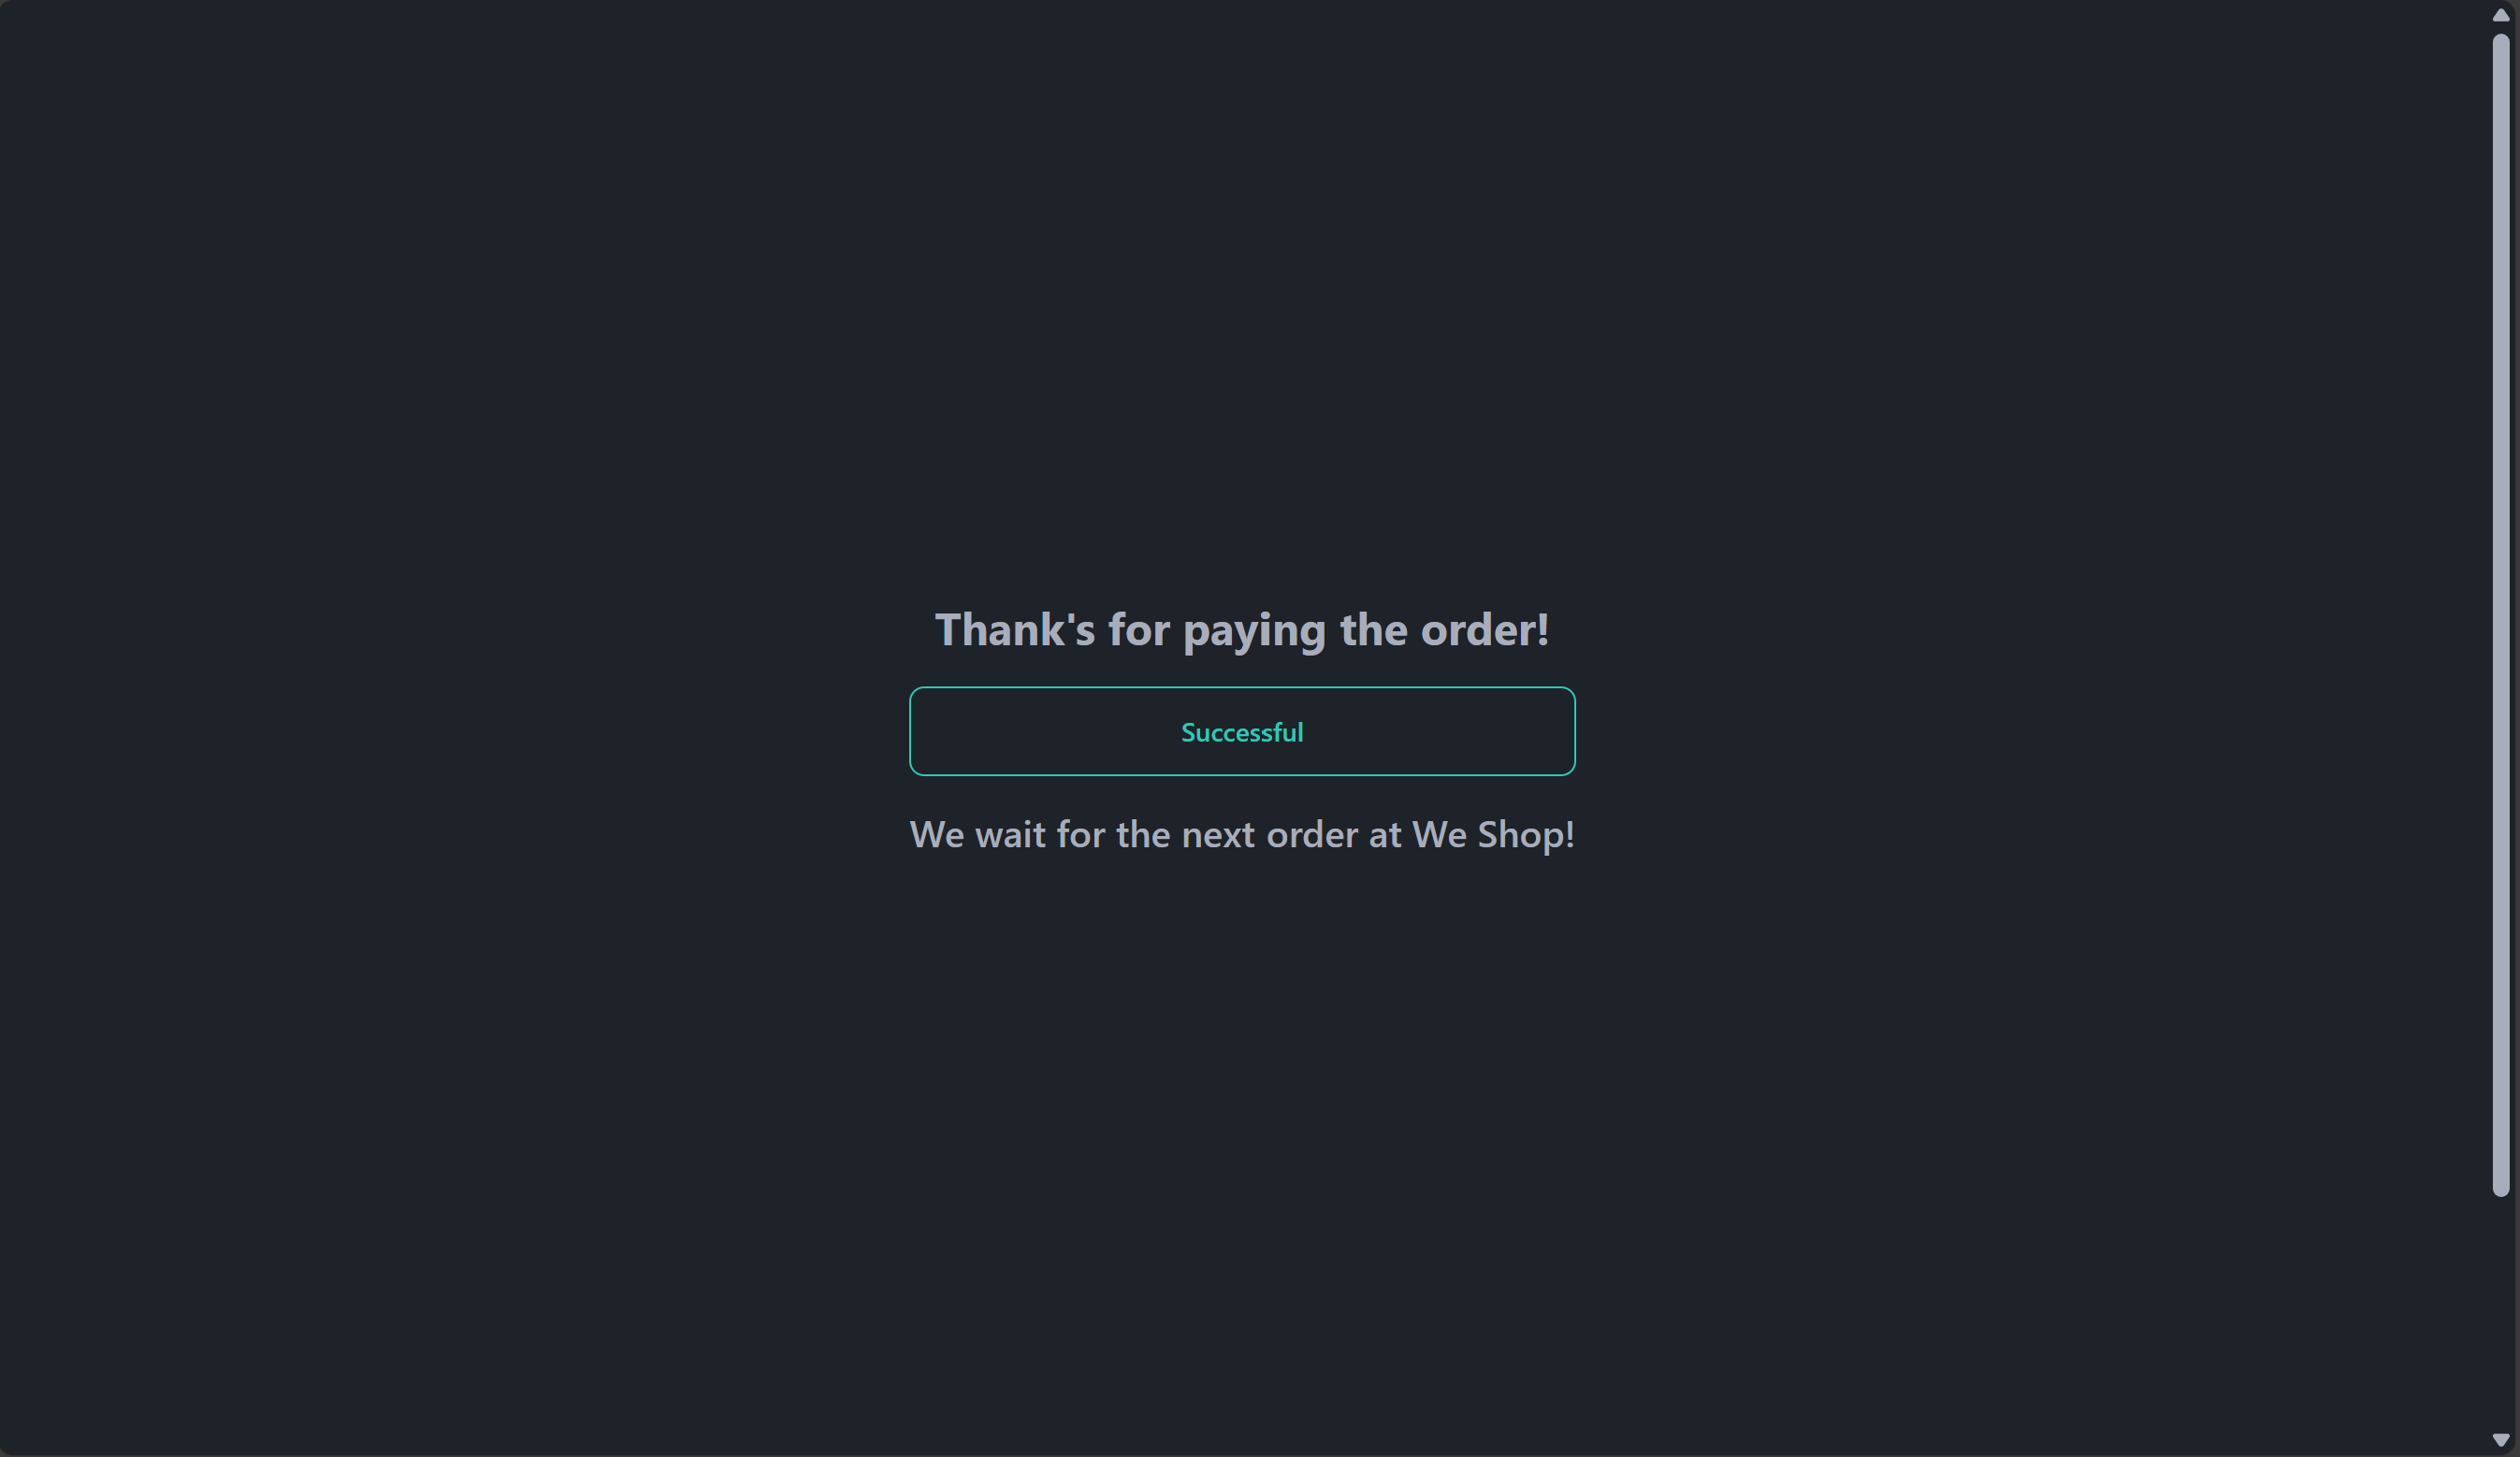 Thank's for paying the order!
Successful
We wait for the next order at We Shop!